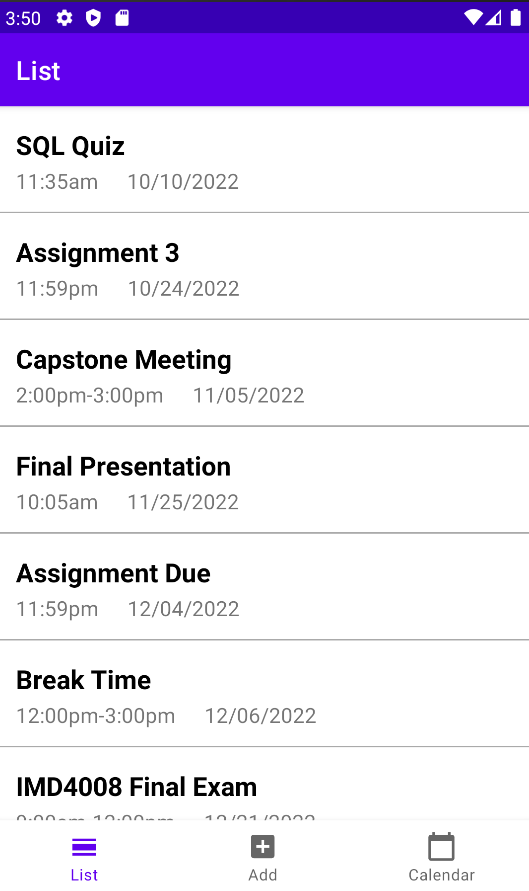 3:50
List
SQL Quiz
11:35am 10/10/2022
Assignment 3
11:59pm 10/24/2022
Capstone Meeting
2:00pm-3:00pm 11/05/2022
Final Presentation
10:05am 11/25/2022
Assignment Due
11:59pm 12/04/2022
Break Time
12:00pm-3:00pm 12/06/2022
IMD4008 Final Exam
List Add Calendar